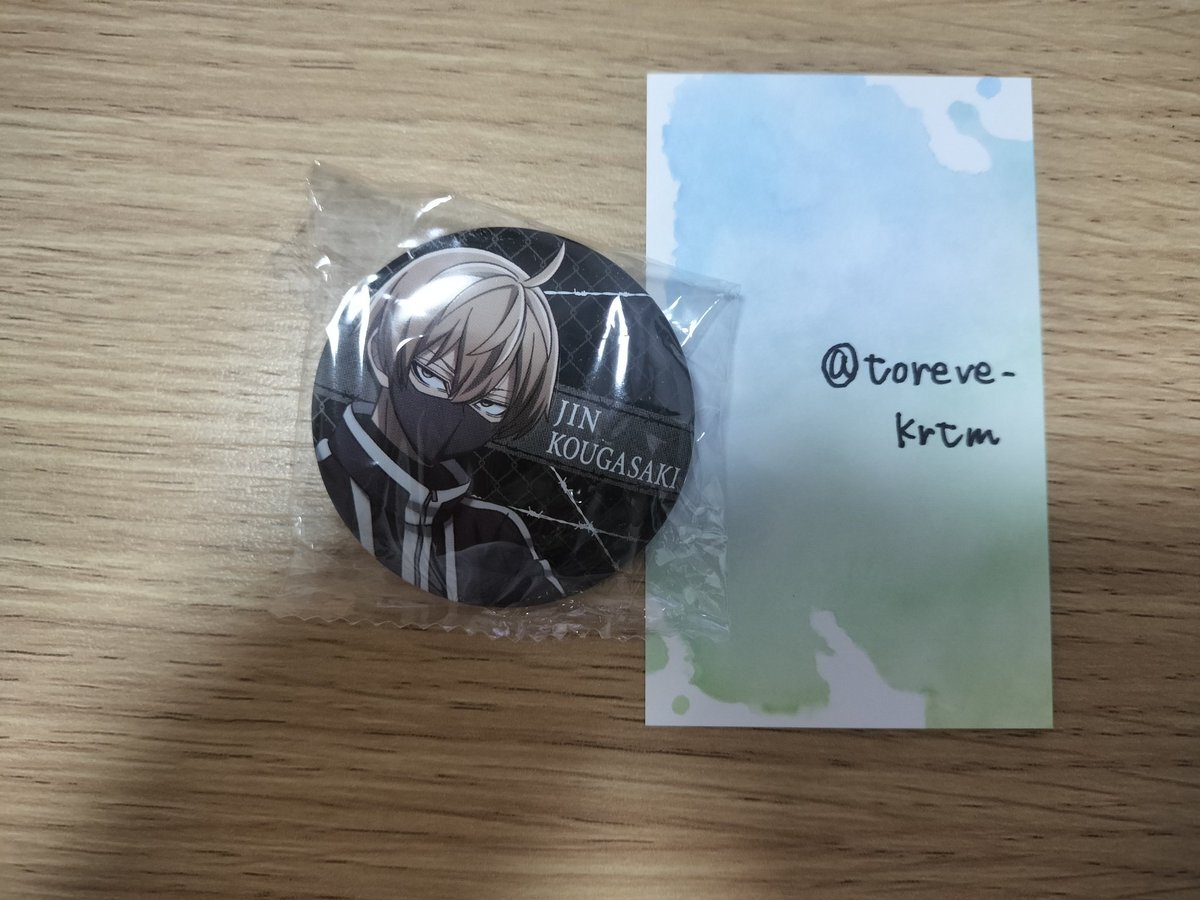 JIN
KOUGASAKI
@toreve-
krtm